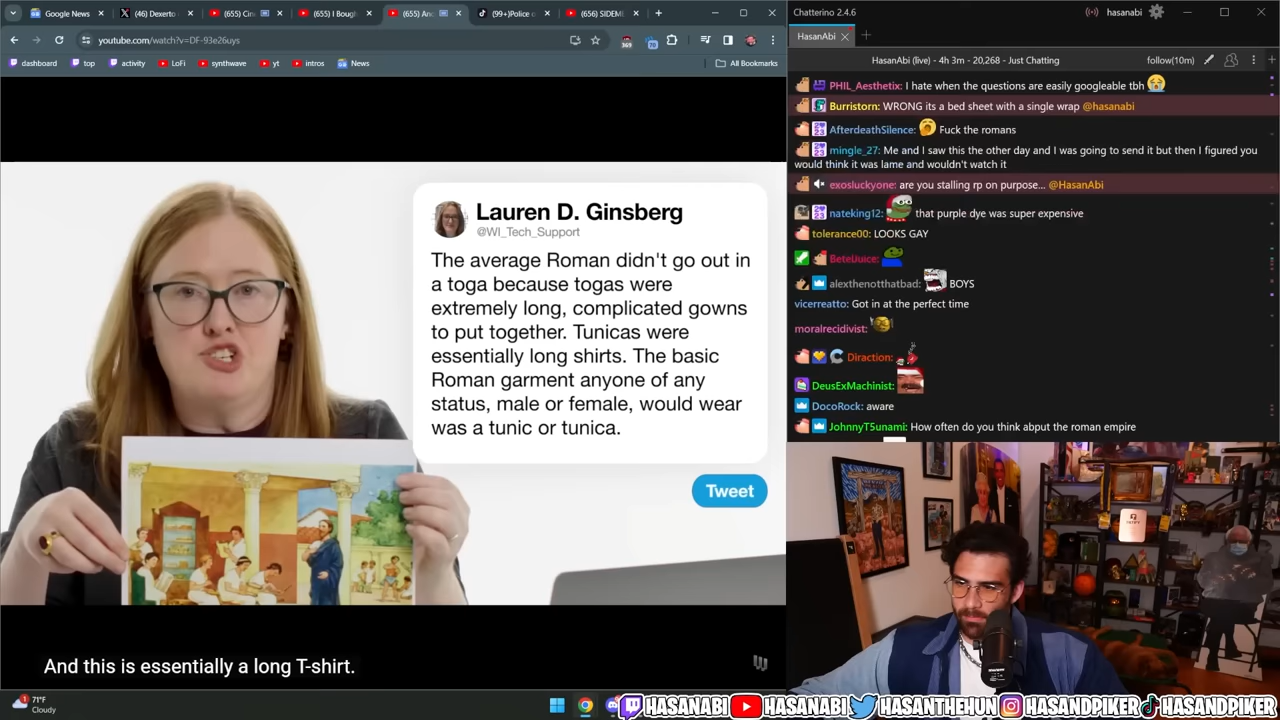 Google News
(46) Dexerto
(655) Cinc
(655) I Bough
(655) Anc
(99+)Police o
(656) SIDEME
youtube.com/watch?v=DF-93e26uys
369
70
dashboard
top
activity
LoFi
synthwave
yt
intros
News
All Bookmarks
Lauren D. Ginsberg
@WI_Tech_Support
The average Roman didn't go out in
a toga because togas were
extremely long, complicated gowns
to put together. Tunicas were
essentially long shirts. The basic
Roman garment anyone of any
status, male or female, would wear
was a tunic or tunica.
Tweet
And this is essentially a long T-shirt.
71°F
Cloudy
Chatterino 2.4.6
hasanabi
HasanAbi
HasanAbi (live) - 4h 3m - 20,268 - Just Chatting
follow(10m)
PHIL_Aesthetix: I hate when the questions are easily googleable tbh
Burristorn: WRONG its a bed sheet with a single wrap @hasanabi
AfterdeathSilence: Fuck the romans
mingle_27: Me and I saw this the other day and I was going to send it but then I figured you
would think it was lame and wouldn't watch it
exosluckyone: are you stalling rp on purpose... @HasanAbi
nateking12: that purple dye was super expensive
tolerance00: LOOKS GAY
BeteIJuice:
alexthenotthatbad: BOYS
vicerreatto: Got in at the perfect time
moralrecidivist:
Diraction:
DeusExMachinist:
DocoRock: aware
JohnnyT5unami: How often do you think abput the roman empire
HASANABI
HASANABI
HASANTHEHUN
HASANDPIKER
HASANDPIKER